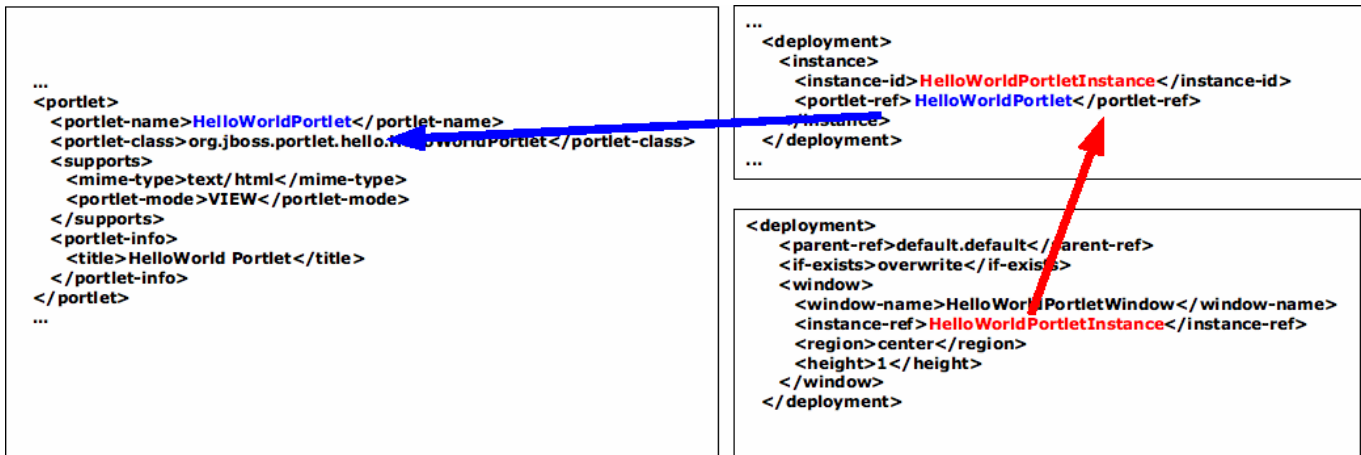 ...
<portlet>
<portlet-name>HelloWorldPortlet</portlet-name>
<portlet-class>org.jboss.portlet.hello.HelloWorldPortlet</portlet-class>
<supports>
<mime-type>text/html</mime-type>
<portlet-mode>VIEW</portlet-mode>
</supports>
<portlet-info>
<title>HelloWorld Portlet</title>
</portlet-info>
</portlet>
...
...
<deployment>
<instance>
<instance-id>HelloWorldPortletInstance</instance-id>
<portlet-ref>HelloWorldPortlet</portlet-ref>
</instance>
</deployment>
...
<deployment>
<parent-ref>default.default</parent-ref>
<if-exists>overwrite</if-exists>
<window>
<window-name>HelloWorldPortletWindow</window-name>
<instance-ref>HelloWorldPortletInstance</instance-ref>
<region>center</region>
<height>1</height>
</window>
</deployment>